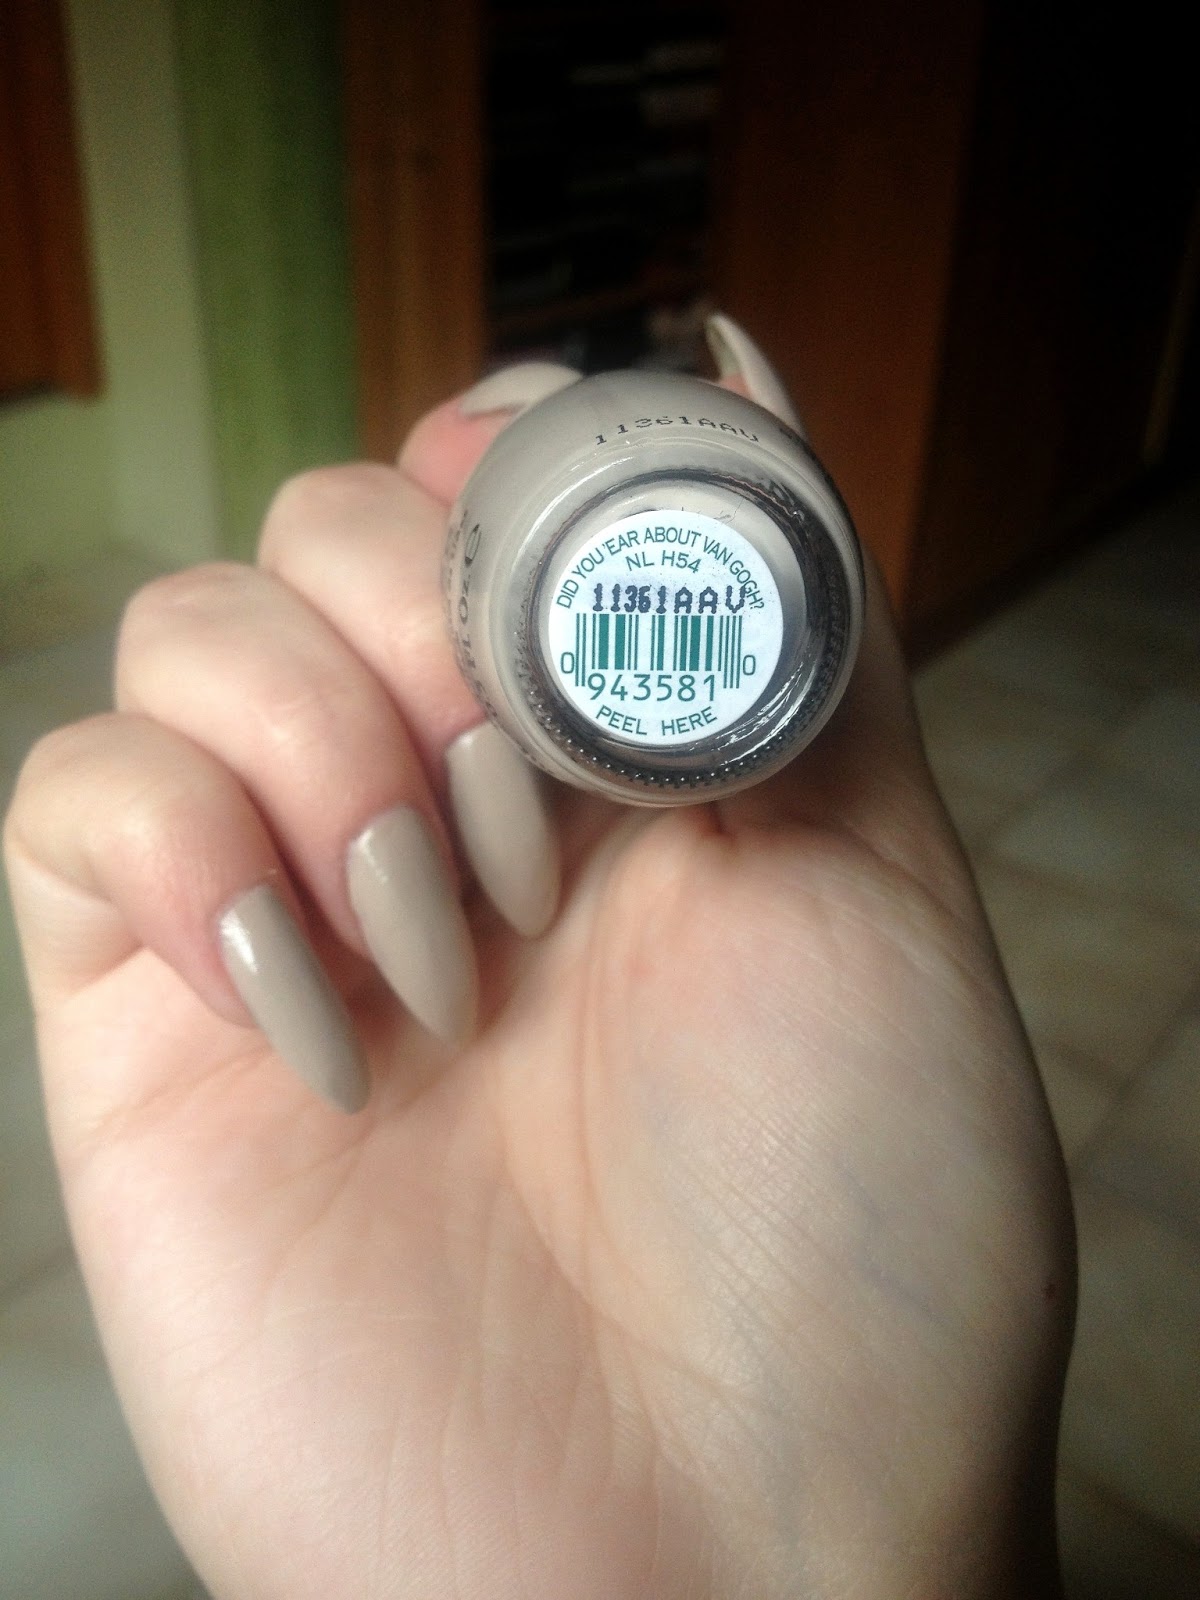 11361AAV
DID YOU 'EAR ABOUT VAN GOGH?
NL H54
11361AAV
0 943581 0
PEEL HERE